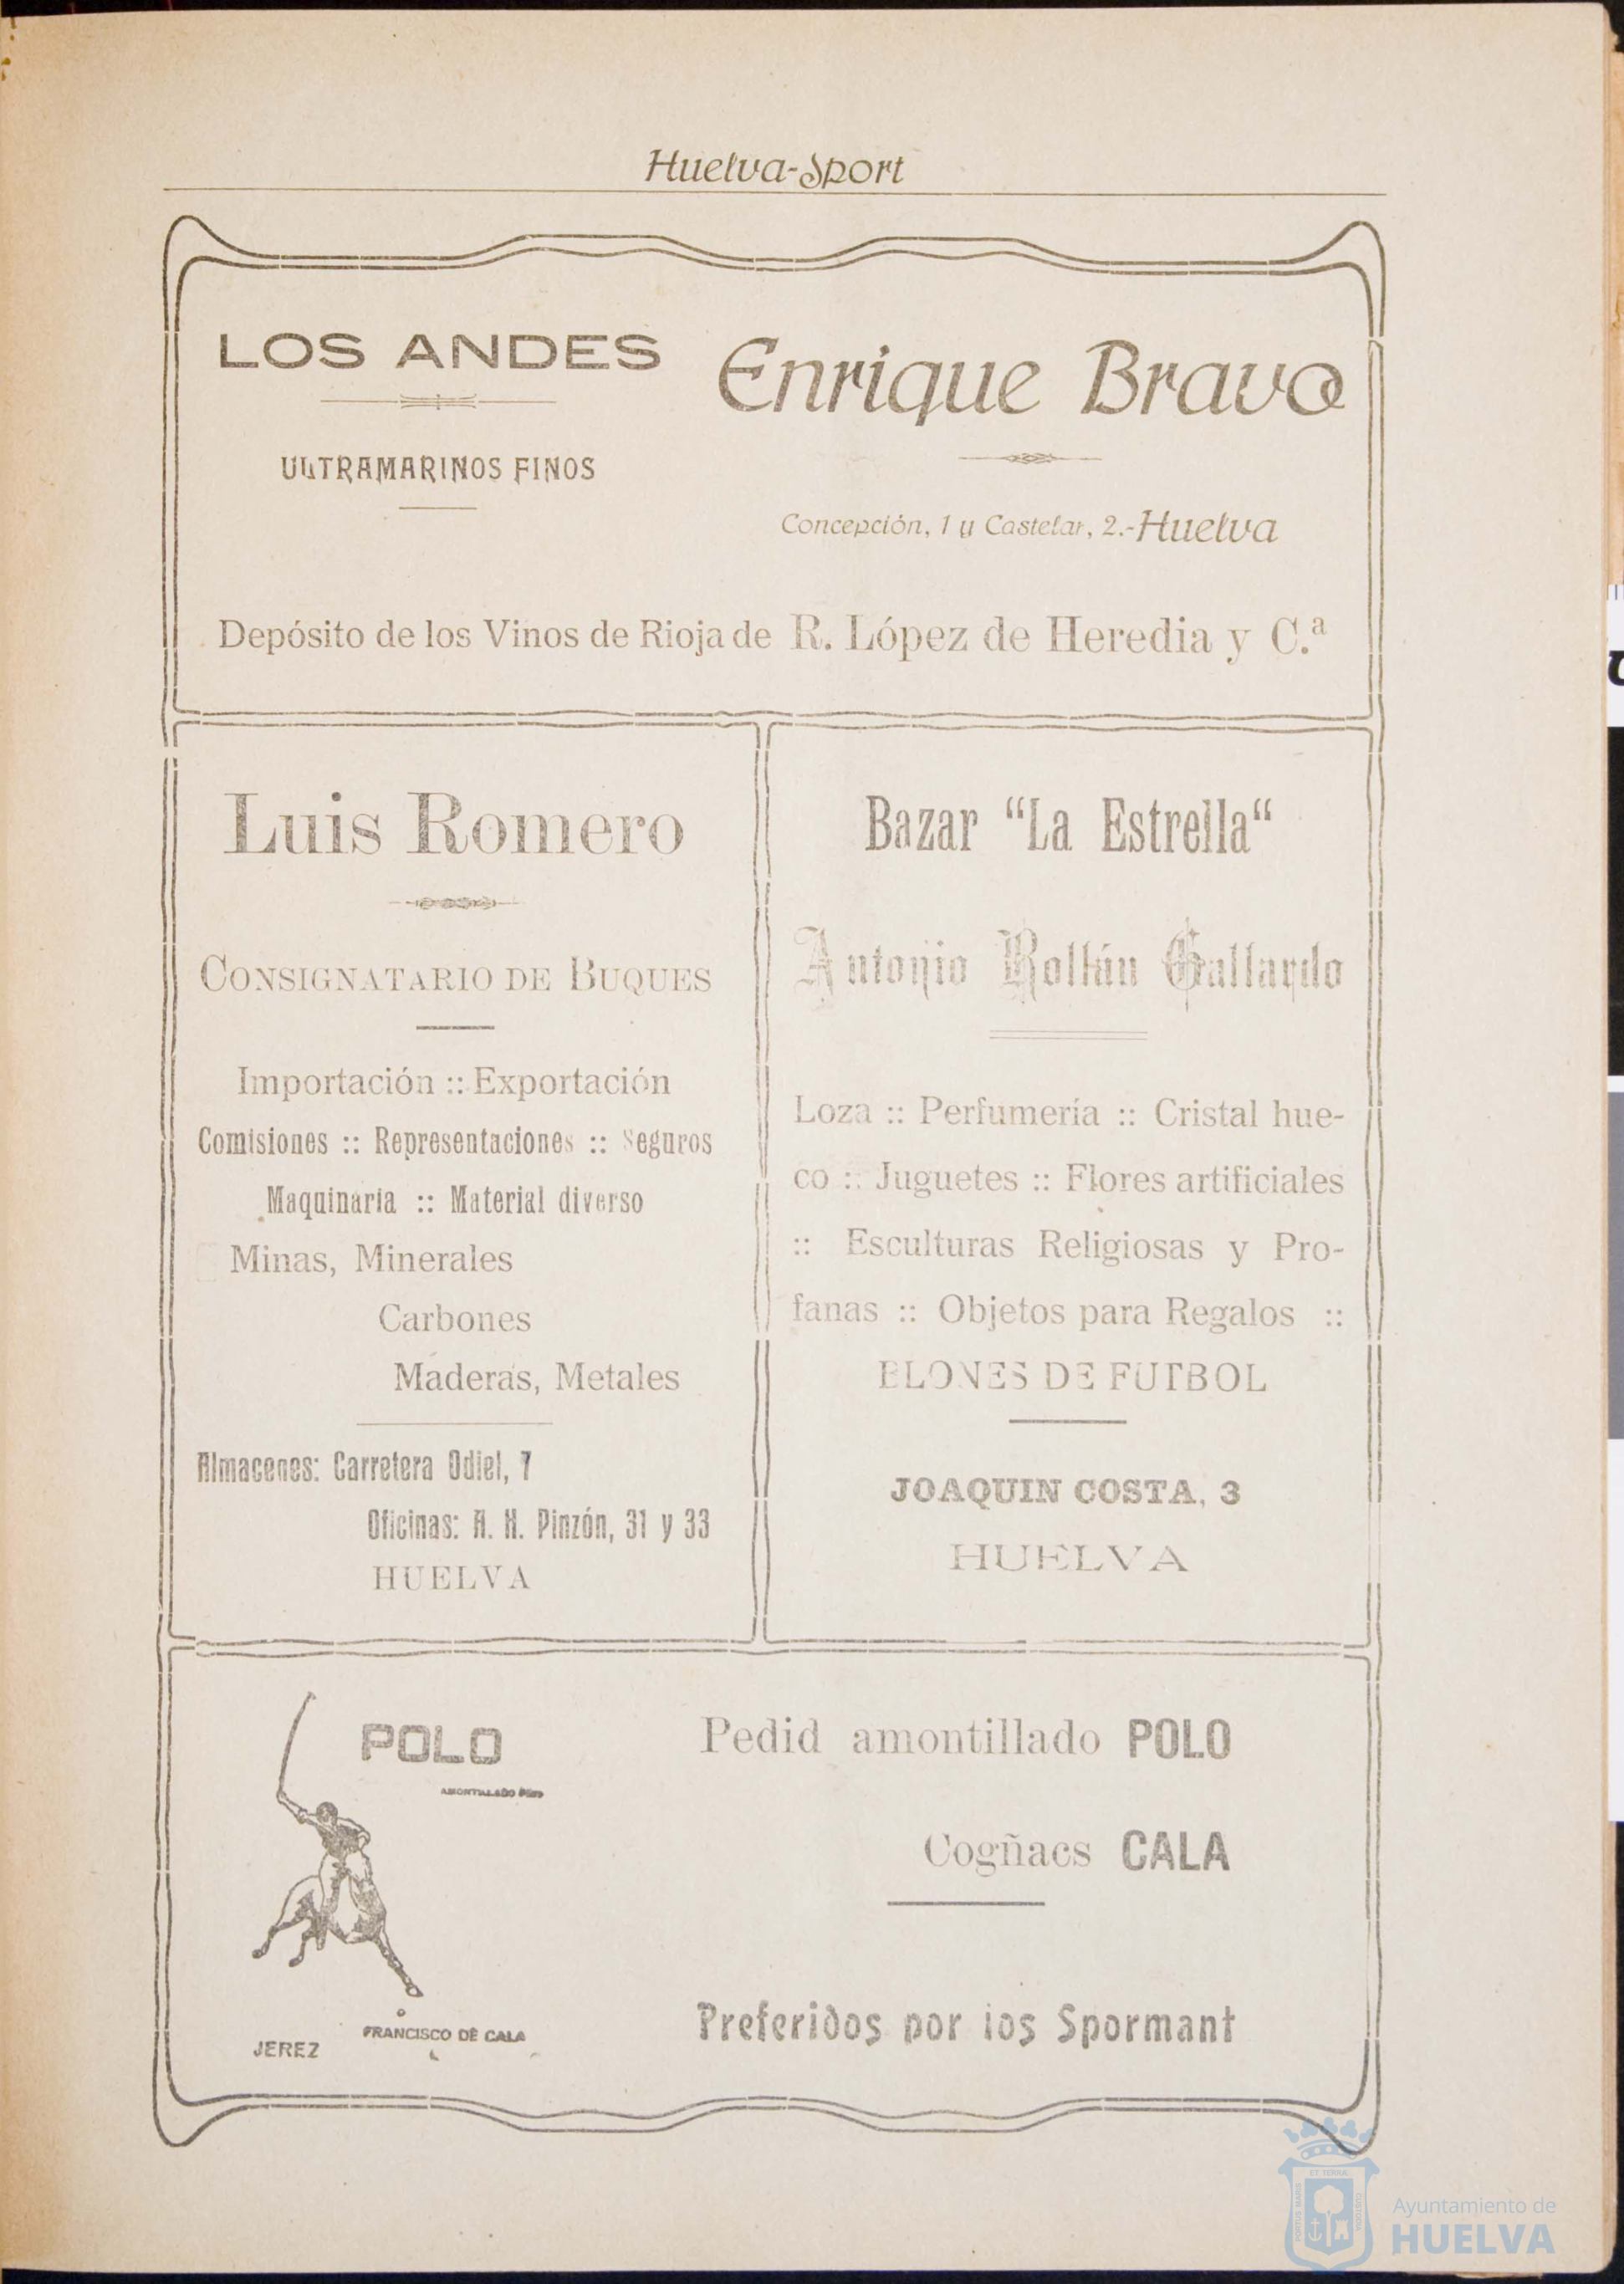 Huelva-Sport
LOS ANDES
ULTRAMARINOS FINOS
Enrique Bravo
Concepción, 1 y Castelar, 2.-Huelva
Depósito de los Vinos de Rioja de R. López de Heredia y C.ª
Luis Romero
CONSIGNATARIO DE BUQUES
Importación :: Exportación
Comisiones :: Representaciones :: Seguros
Maquinaria :: Material diverso
Minas, Minerales
Carbones
Maderas, Metales
Almacenes: Carretera Odiel, 7
Oficinas: A. H. Pinzón, 31 y 33
HUELVA
Bazar “La Estrella“
Antonio Rollán Gallardo
Loza :: Perfumería :: Cristal hue-
co :: Juguetes :: Flores artificiales
:: Esculturas Religiosas y Pro-
fanas :: Objetos para Regalos ::
BLONES DE FUTBOL
JOAQUIN COSTA, 3
HUELVA
POLO
AMONTILLADO FINO
JEREZ
FRANCISCO DE CALA
Pedid amontillado POLO
Cogñacs CALA
Preferidos por los Spormant
Ayuntamiento de
HUELVA